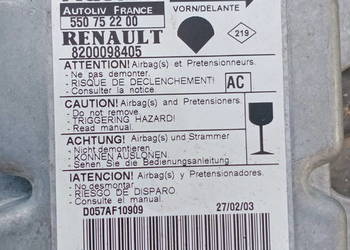 Autoliv France
550 75 22 00
VORN/DELANTE
RENAULT
8200098405
219
ATTENTION! Airbag(s) et Pretensionneurs.
- Ne pas demonter.
- RISQUE DE DECLENCHEMENT!
- Consulter la notice.
AC
CAUTION! Airbag(s) and Pretensioners.
- Do not remove.
- TRIGGERING HAZARD!
- Read manual.
ACHTUNG! Airbag(s) und Strammer
- Nicht demontieren
- KONNEN AUSLONEN
- Sehen Sie die Bedienungsanleitung
!ATENCION! Airbag(s) y Pretensionadores.
- No desmontar
- RIESGO DE DISPARO.
- Consulte el manual.
D057AF10909
27/02/03